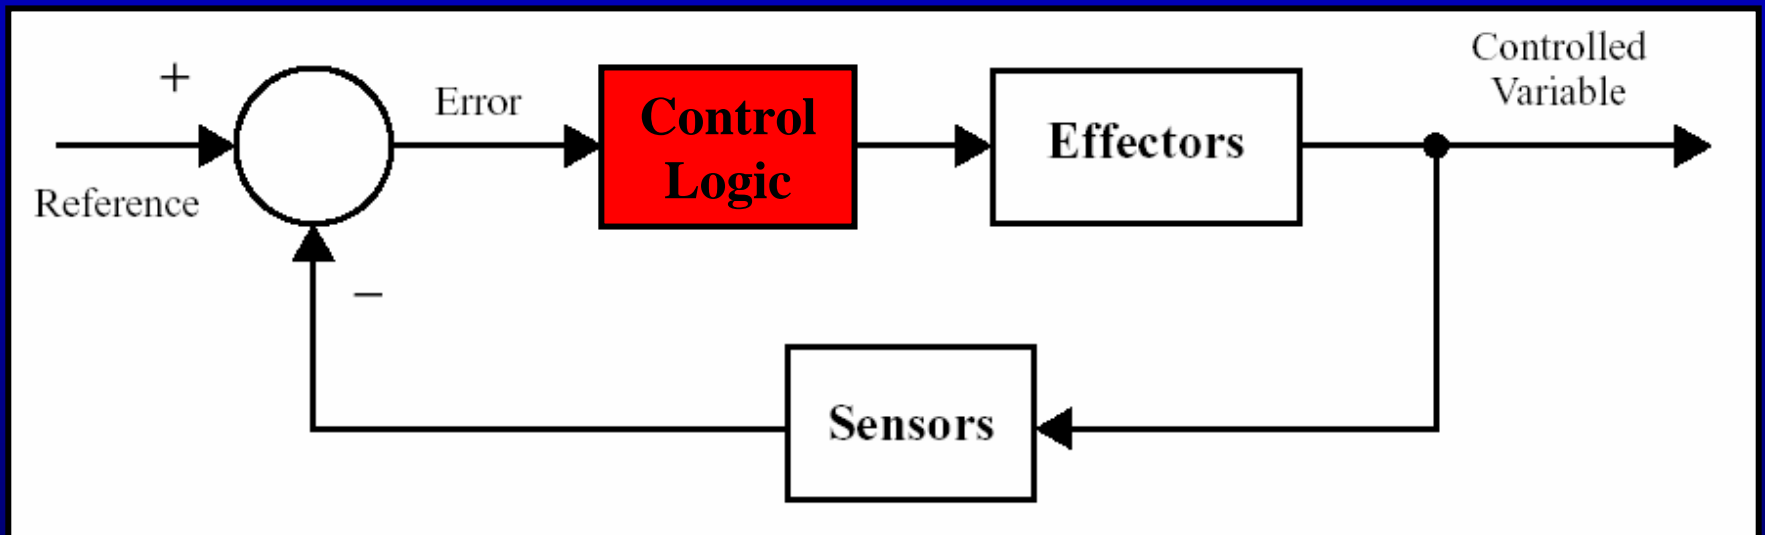 +
Reference
Error
Control
Logic
Effectors
Controlled
Variable
–
Sensors